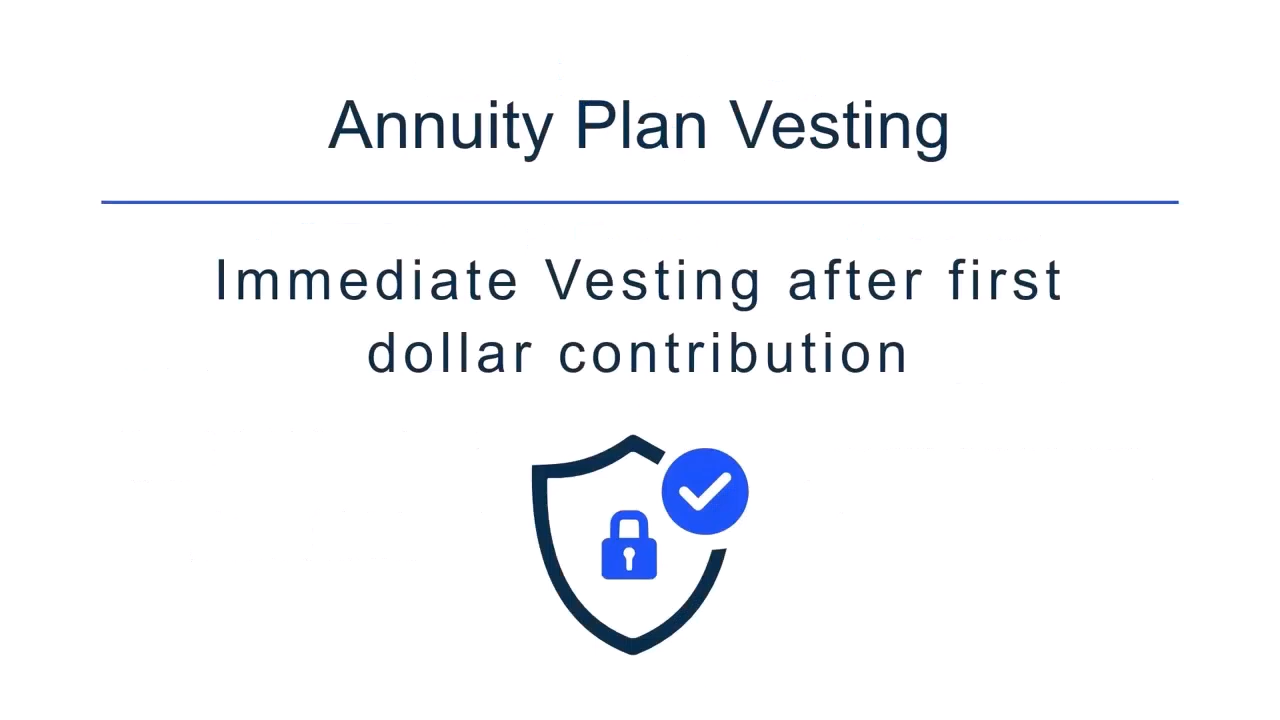 Annuity Plan Vesting
Immediate Vesting after first
dollar contribution